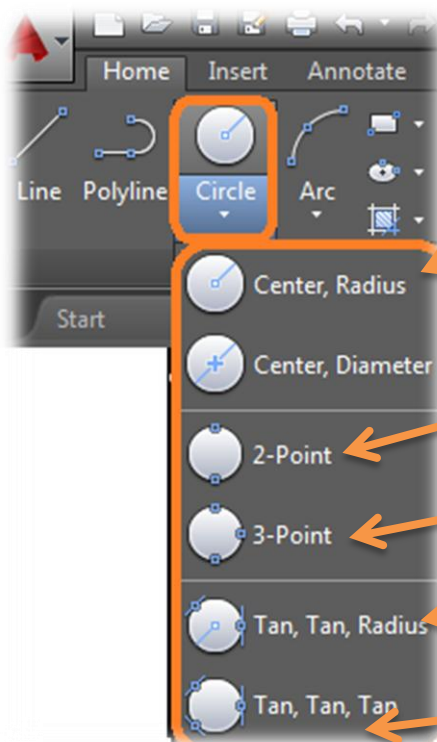 Home Insert Annotate
Line Polyline Circle Arc
Center, Radius
Start
Center, Diameter
2-Point
3-Point
Tan, Tan, Radius
Tan, Tan, Tan